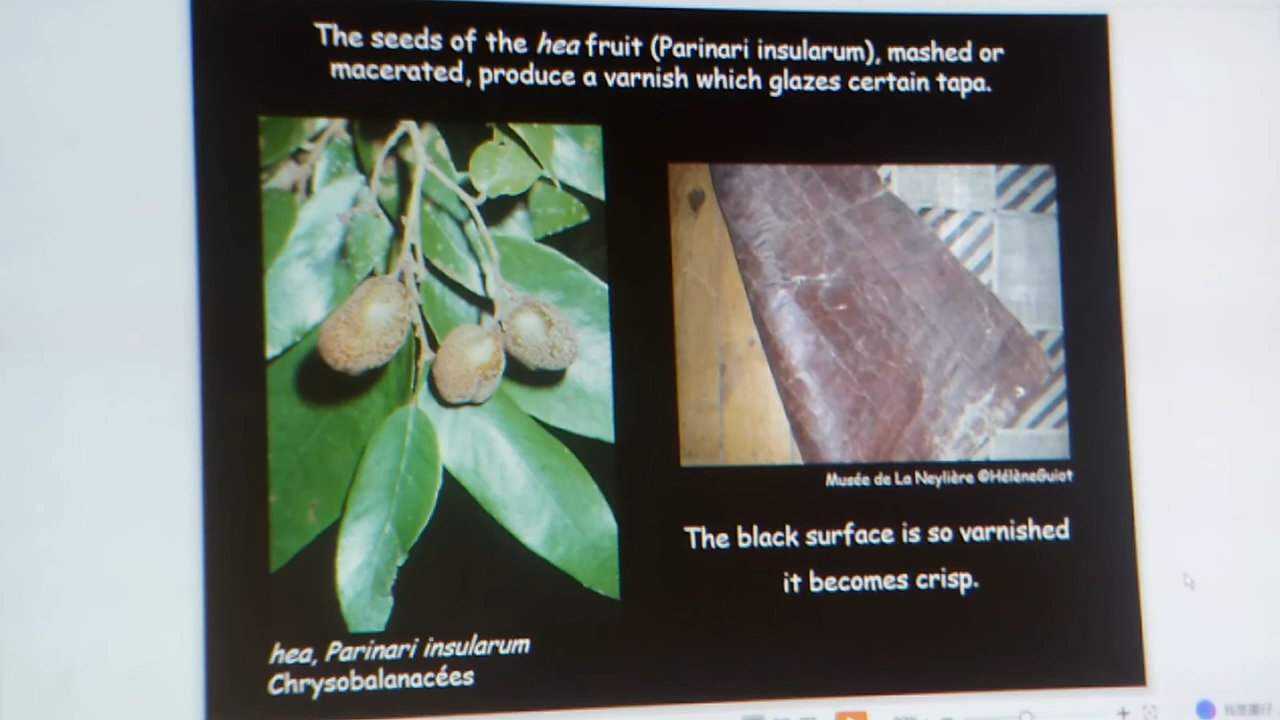 The seeds of the hea fruit (Parinari insularum), mashed or
macerated, produce a varnish which glazes certain tapa.
Musée de La Neylière ©HélèneGuiot
The black surface is so varnished
it becomes crisp.
hea, Parinari insularum
Chrysobalanacées